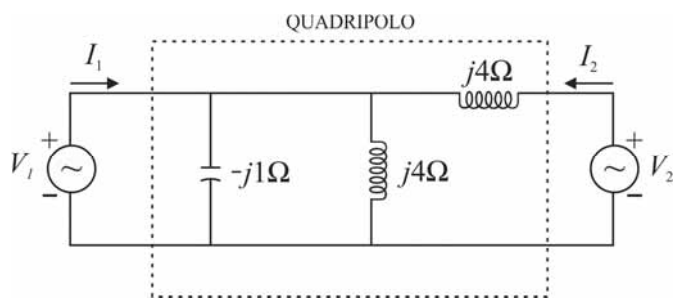 QUADRIPOLO
I₁
j4Ω
I₂
+
V₁
−
-j1Ω
j4Ω
+
V₂
−